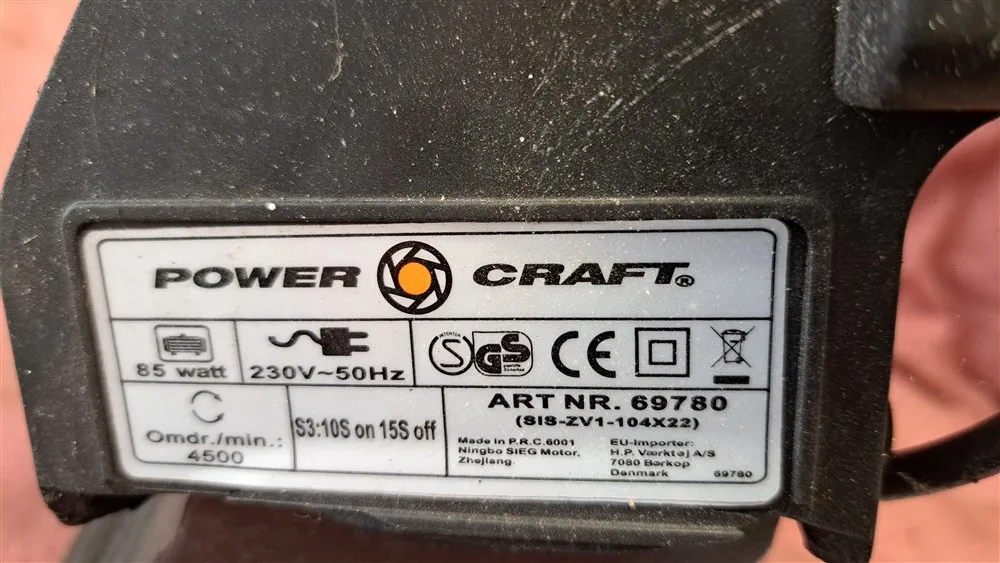 POWER CRAFT®
85 watt
230V~50Hz
S GS
CE
Omdr./min.:
4500
S3:10S on 15S off
ART NR. 69780
(SIS-ZV1-104X22)
Made in P.R.C.6001
Ningbo SIEG Motor,
Zhejiang.
EU-Importer:
H.P. Værktøj A/S
7080 Børkop
Danmark
69780